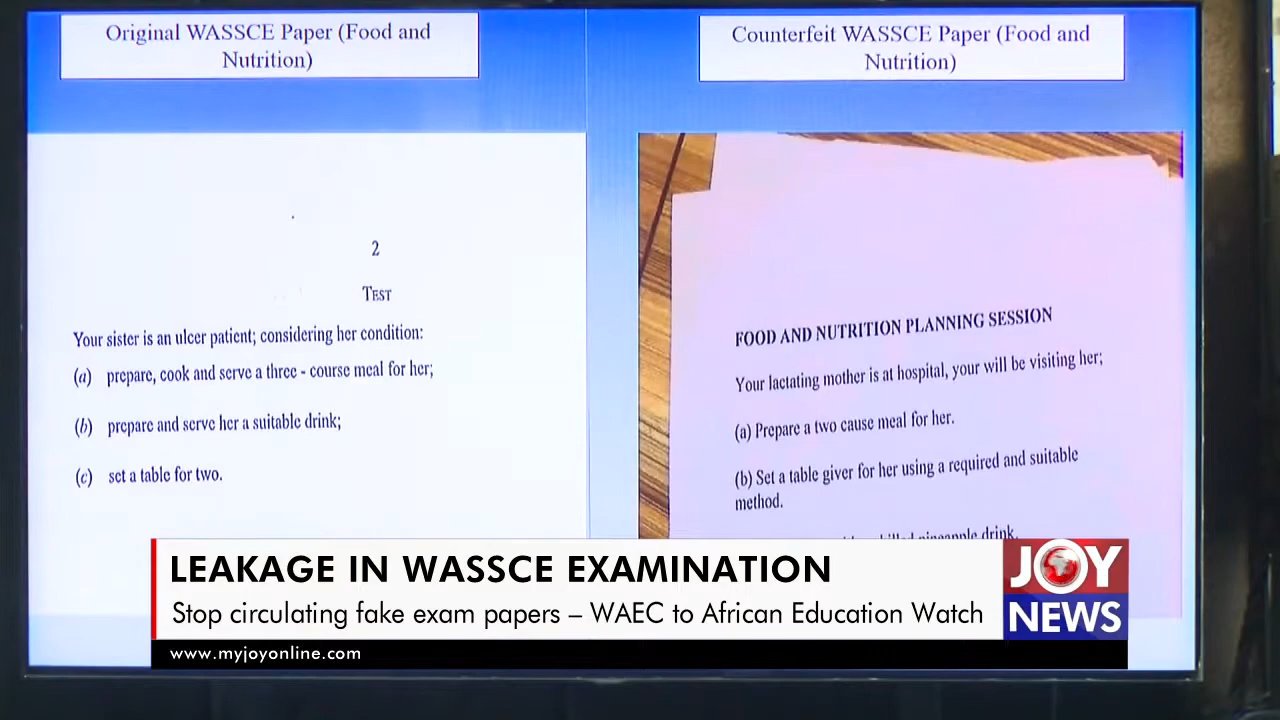 Original WASSCE Paper (Food and
Nutrition)
Counterfeit WASSCE Paper (Food and
Nutrition)
2
TEST
Your sister is an ulcer patient; considering her condition:
(a) prepare, cook and serve a three - course meal for her;
(b) prepare and serve her a suitable drink;
(c) set a table for two.
FOOD AND NUTRITION PLANNING SESSION
Your lactating mother is at hospital, your will be visiting her;
(a) Prepare a two cause meal for her.
(b) Set a table giver for her using a required and suitable
method.
pineapple drink.
LEAKAGE IN WASSCE EXAMINATION
Stop circulating fake exam papers – WAEC to African Education Watch
www.myjoyonline.com
JOY
NEWS